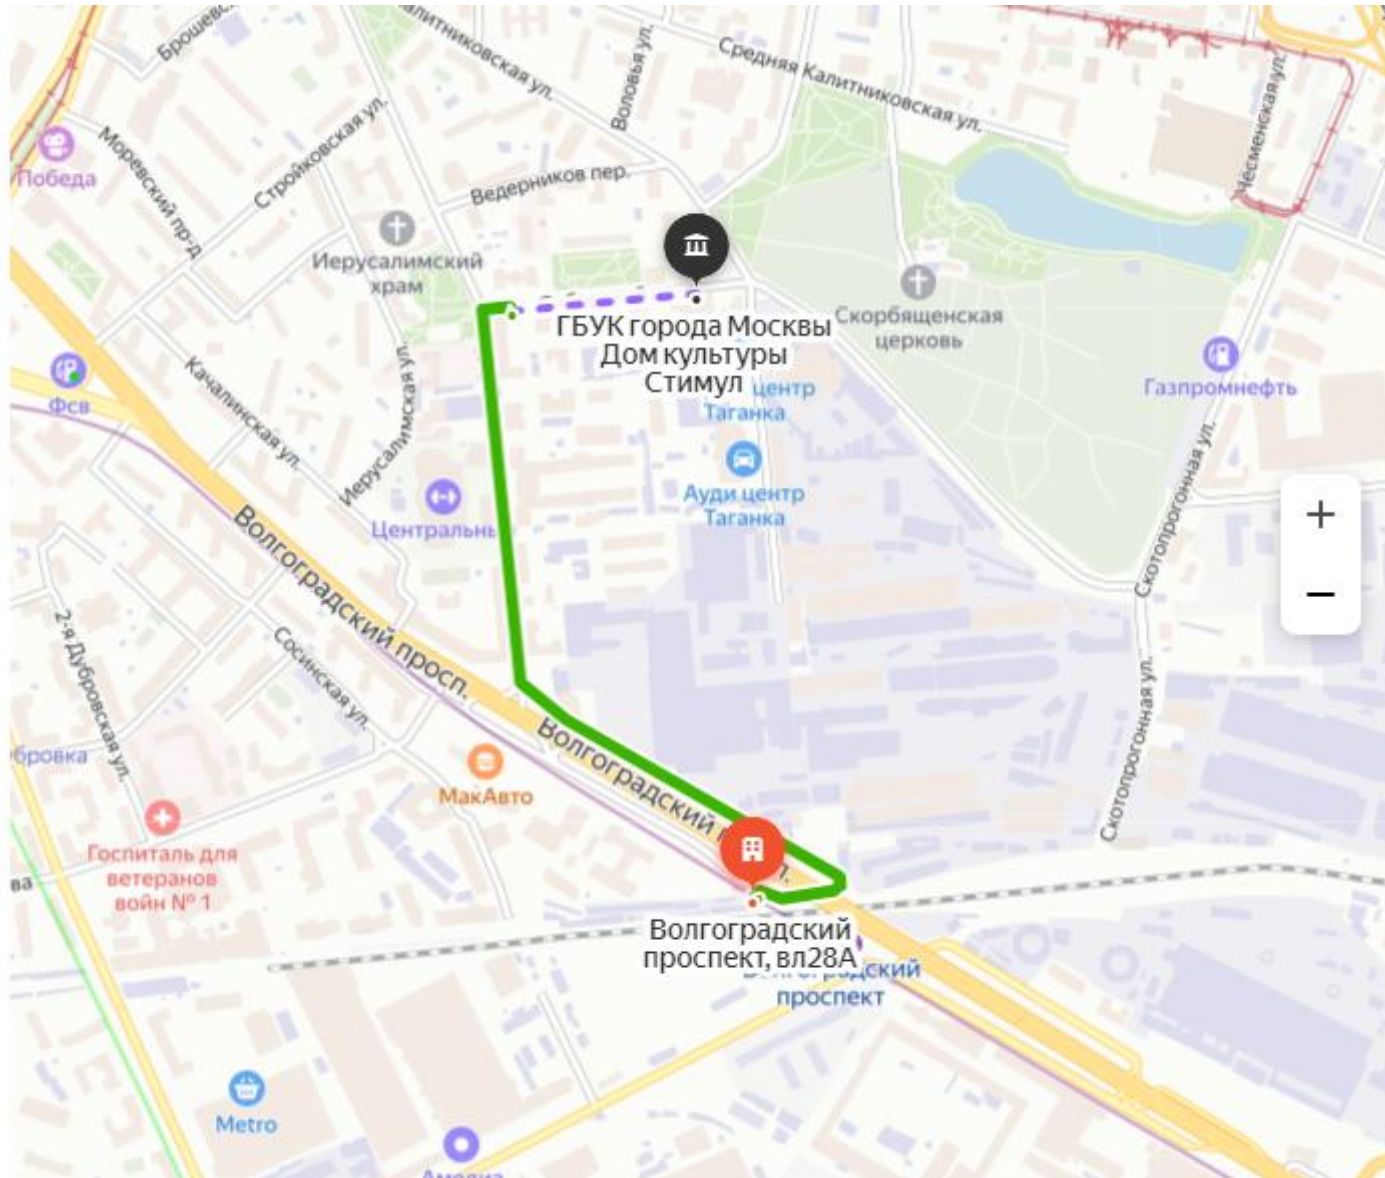 Брошевс
Калитниковская ул.
Воловья ул.
Средняя Калитниковская ул.
Чесменская ул.
Победа
Моревский пр-д
Стройковская ул.
Ведерников пер.
Иерусалимский
храм
Скорбященская
церковь
ГБУК города Москвы
Дом культуры
Стимул
центр
Таганка
Газпромнефть
Фсв
Качалинская ул.
Иерусалимская ул.
Ауди центр
Таганка
Центральны
Скотопрогонная ул.
Волгоградский просп.
2-я Дубровская ул.
Сосинская ул.
Скотопрогонная ул.
бровка
МакАвто
Волгоградский
Госпиталь для
ветеранов
войн № 1
ва
Волгоградский
проспект, вл28А
проспект
Metro